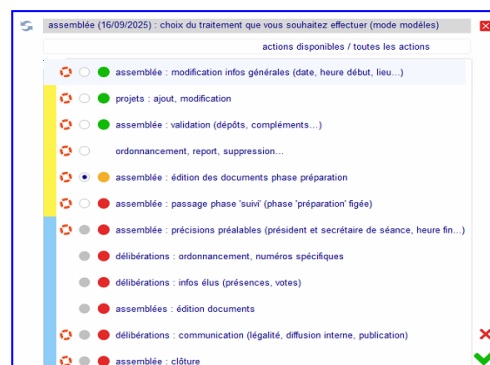 assemblée (16/09/2025) : choix du traitement que vous souhaitez effectuer (mode modèles)
actions disponibles / toutes les actions
assemblée : modification infos générales (date, heure début, lieu...)
projets : ajout, modification
assemblée : validation (dépôts, compléments...)
ordonnancement, report, suppression...
assemblée : édition des documents phase préparation
assemblée : passage phase 'suivi' (phase 'préparation' figée)
assemblée : précisions préalables (président et secrétaire de séance, heure fin...)
délibérations : ordonnancement, numéros spécifiques
délibérations : infos élus (présences, votes)
assemblées : édition documents
délibérations : communication (légalité, diffusion interne, publication)
assemblée : clôture